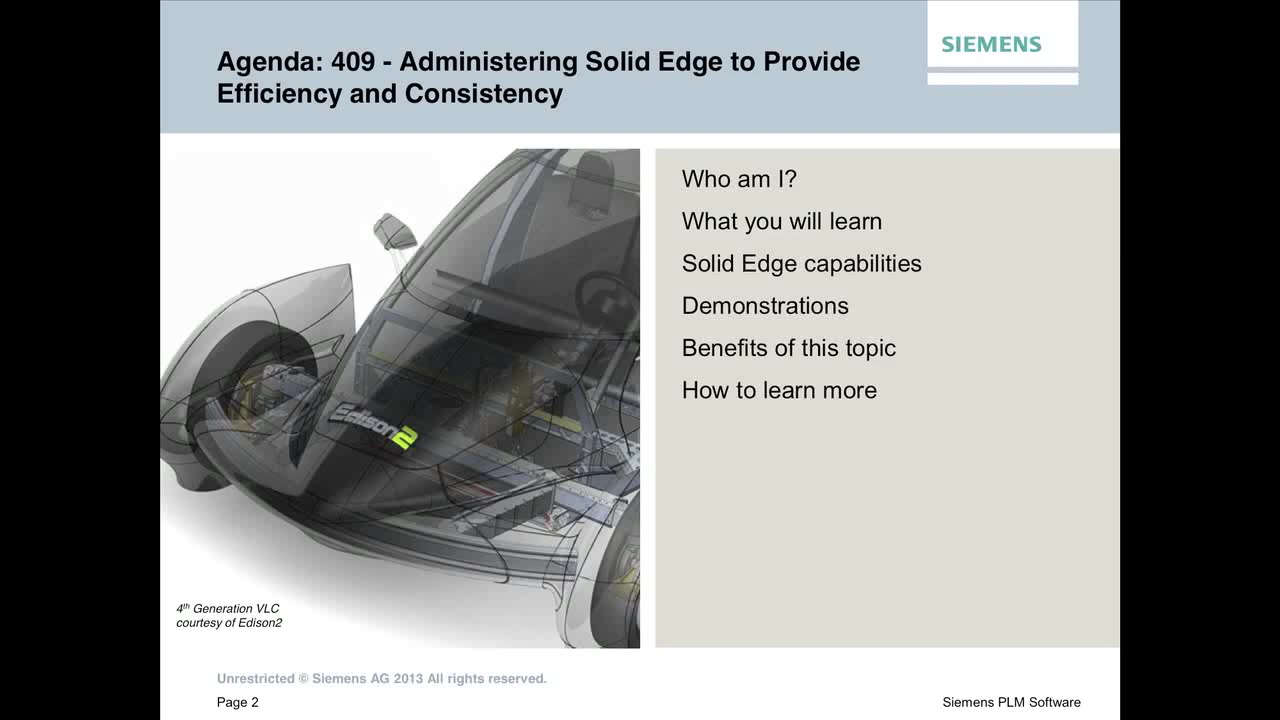 Agenda: 409 - Administering Solid Edge to Provide
Efficiency and Consistency
SIEMENS
Who am I?
What you will learn
Solid Edge capabilities
Demonstrations
Benefits of this topic
How to learn more
Edison2
4th Generation VLC
courtesy of Edison2
Unrestricted © Siemens AG 2013 All rights reserved.
Page 2
Siemens PLM Software